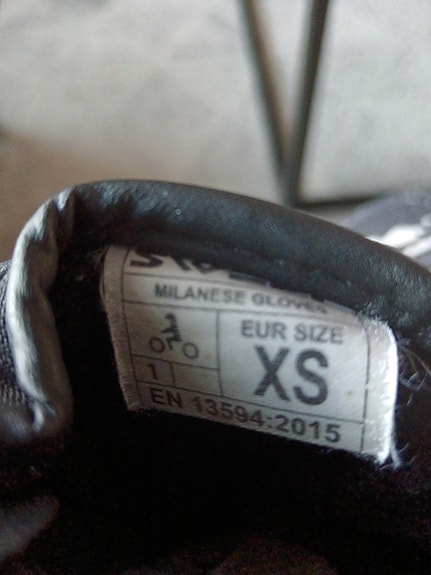 MILANESE GLOVES
EUR SIZE
XS
1
EN 13594:2015